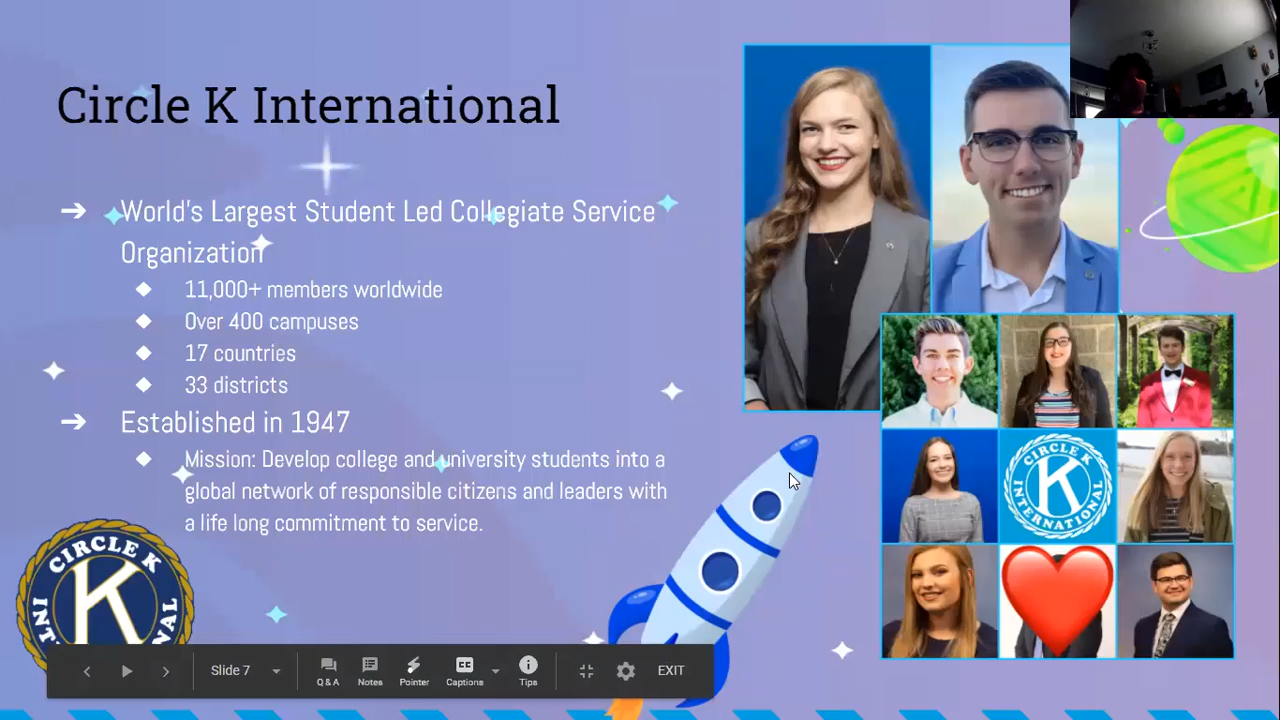 Circle K International
➔ World's Largest Student Led Collegiate Service
Organization
◆ 11,000+ members worldwide
◆ Over 400 campuses
◆ 17 countries
◆ 33 districts
➔ Established in 1947
◆ Mission: Develop college and university students into a
global network of responsible citizens and leaders with
a life long commitment to service.
CIRCLE K
INTERNATIONAL
K
CIRCLE K
K
Slide 7
Q & A
Notes
Pointer
CC
Captions
Tips
EXIT